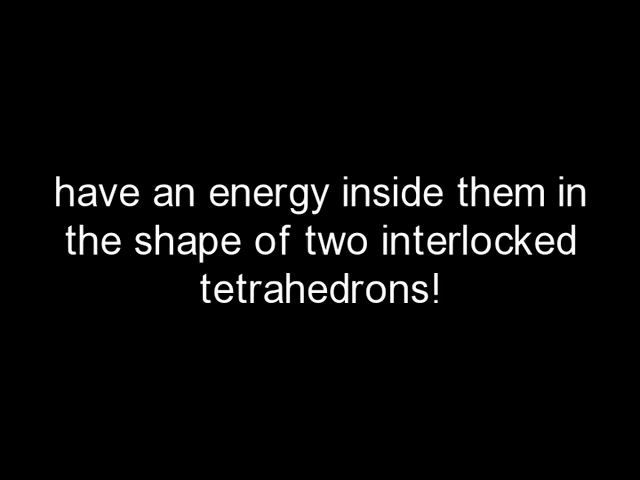 have an energy inside them in
the shape of two interlocked
tetrahedrons!